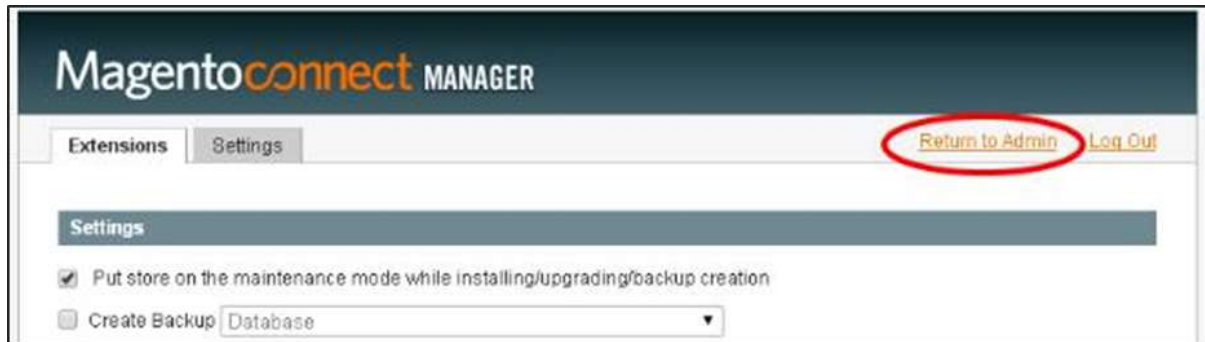 Magentoconnect MANAGER
Extensions Settings Return to Admin Log Out
Settings
Put store on the maintenance mode while installing/upgrading/backup creation
Create Backup Database